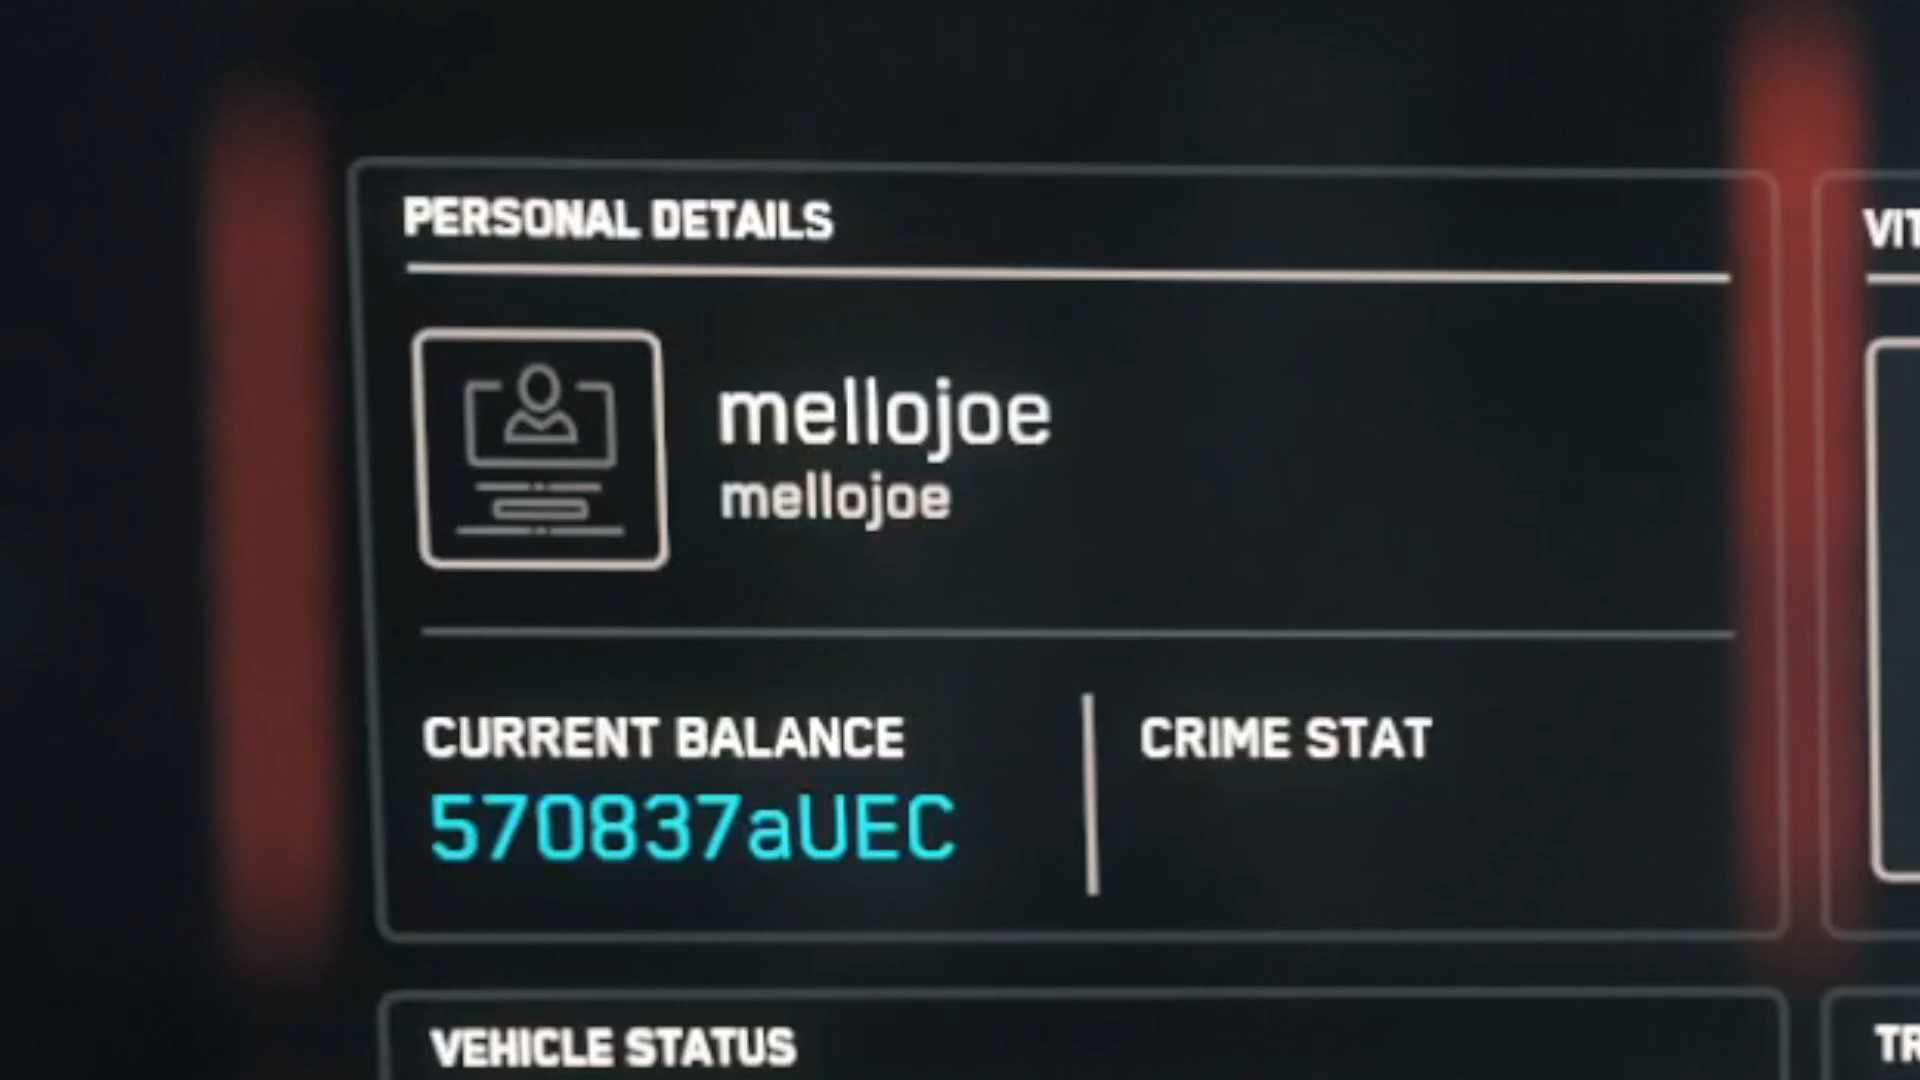 PERSONAL DETAILS
mellojoe
mellojoe
CURRENT BALANCE
570837aUEC
CRIME STAT
VEHICLE STATUS